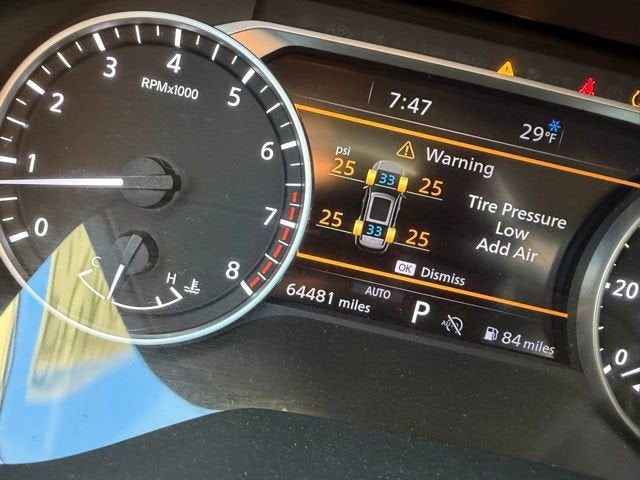 3
4
5
2
6
1
7
0
8
RPMx1000
C
H
7:47
29°F
psi
Warning
25 33 25
25 33 25
Tire Pressure
Low
Add Air
OK Dismiss
64481 miles
AUTO
P
84 miles
20
0